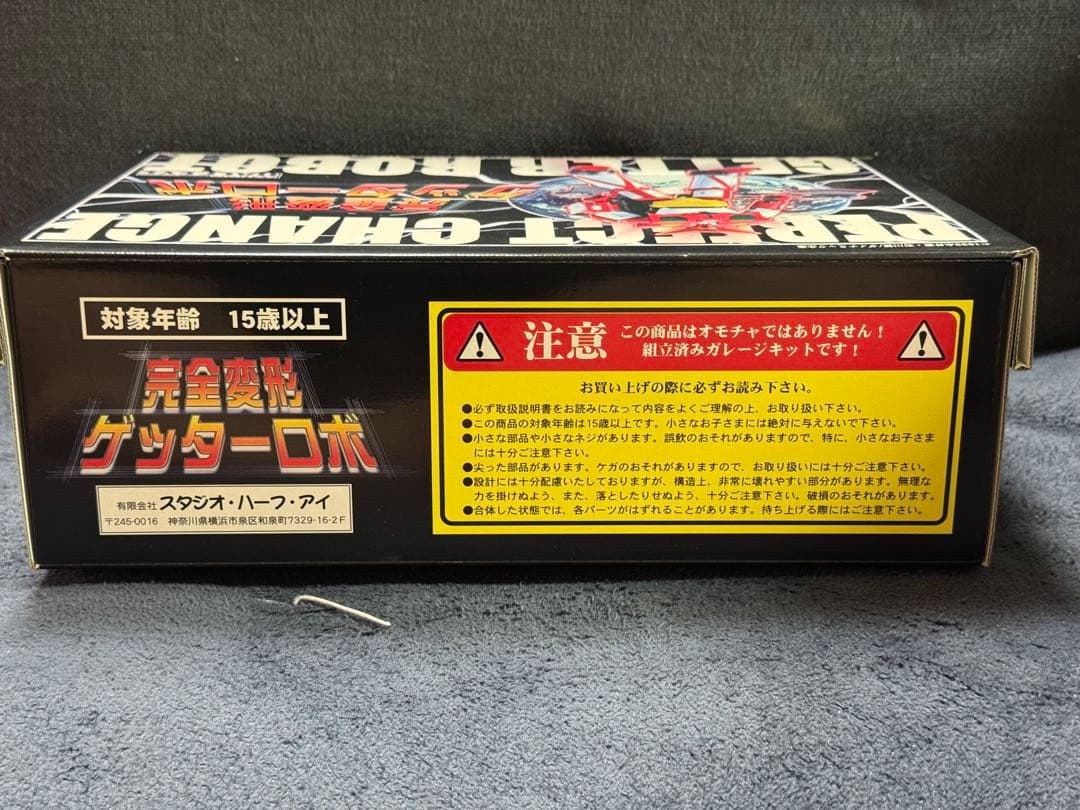 GETTER ROBOT
完全変形
ゲッターロボ
PERFECT CHANGE
対象年齢　15歳以上
完全変形
ゲッターロボ
有限会社 スタジオ・ハーフ・アイ
〒245-0016　神奈川県横浜市泉区和泉町7329-16-2F
注意 この商品はオモチャではありません！
組立済みガレージキットです！
お買い上げの際に必ずお読み下さい。
●必ず取扱説明書をお読みになって内容をよくご理解の上、お取り扱い下さい。
●この商品の対象年齢は15歳以上です。小さなお子さまには絶対に与えないで下さい。
●小さな部品や小さなネジがあります。誤飲のおそれがありますので、特に、小さなお子さま
には十分ご注意下さい。
●尖った部品があります。ケガのおそれがありますので、お取り扱いには十分ご注意下さい。
●設計には十分配慮いたしておりますが、構造上、非常に壊れやすい部分があります。無理な
力を掛けぬよう、また、落としたりせぬよう、十分ご注意下さい。破損のおそれがあります。
●合体した状態では、各パーツがはずれることがあります。持ち上げる際にはご注意下さい。